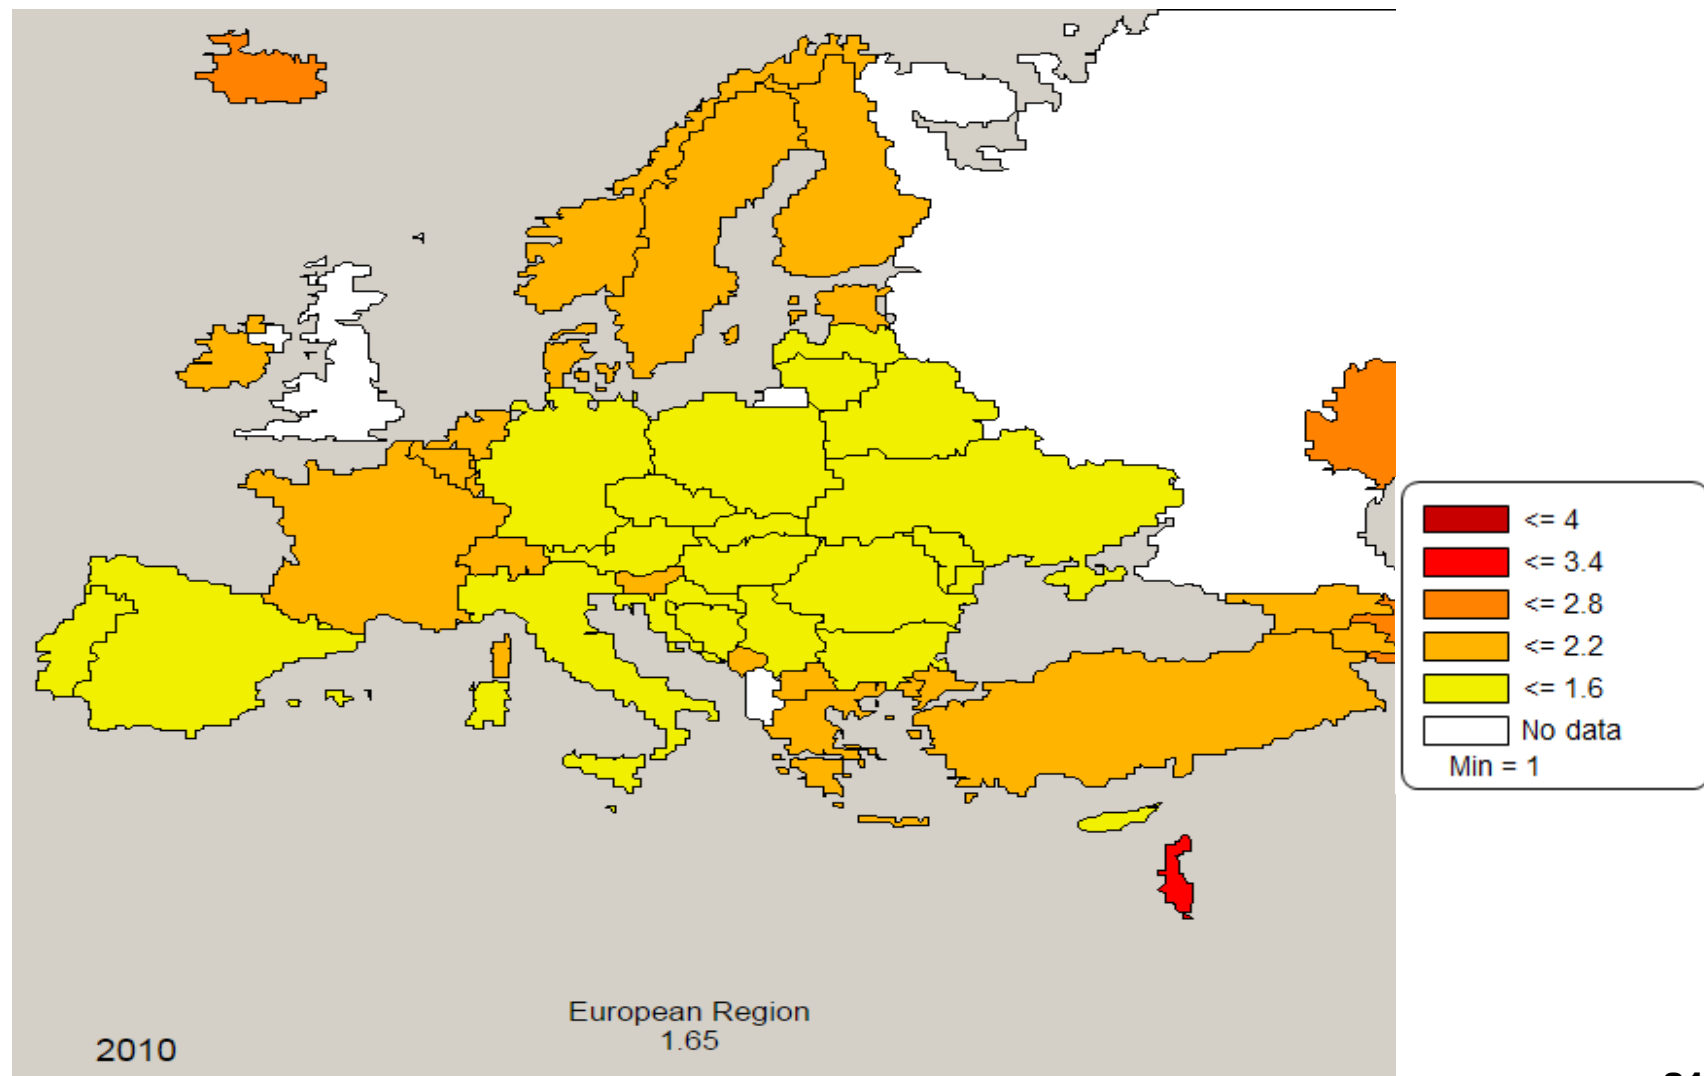 <= 4
<= 3.4
<= 2.8
<= 2.2
<= 1.6
No data
Min = 1
European Region
1.65
2010